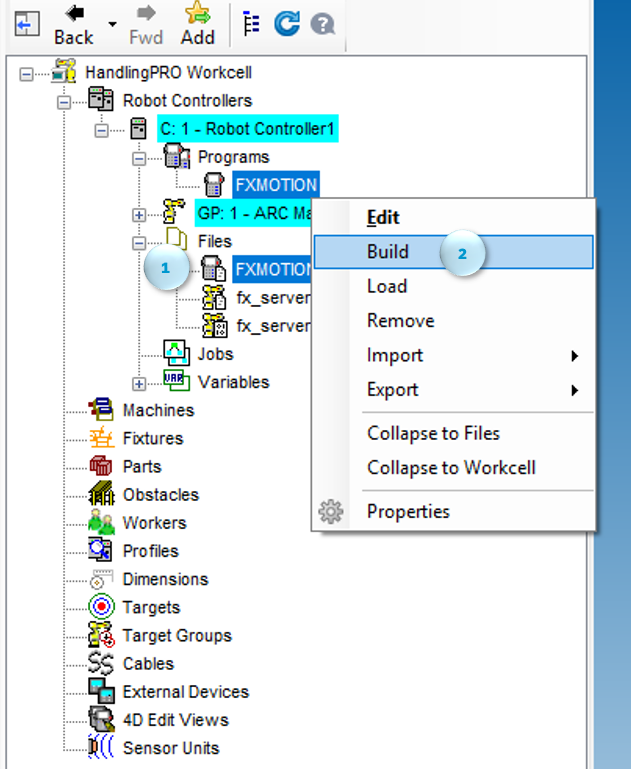 Back
Fwd
Add
HandlingPRO Workcell
Robot Controllers
C: 1 - Robot Controller1
Programs
FXMOTION
GP: 1 - ARC Ma
Files
1
FXMOTION
fx_server
fx_server
Jobs
VAR
Variables
Machines
Fixtures
Parts
Obstacles
Workers
Profiles
Dimensions
Targets
Target Groups
Cables
External Devices
4D Edit Views
Sensor Units
Edit
Build
2
Load
Remove
Import
Export
Collapse to Files
Collapse to Workcell
Properties